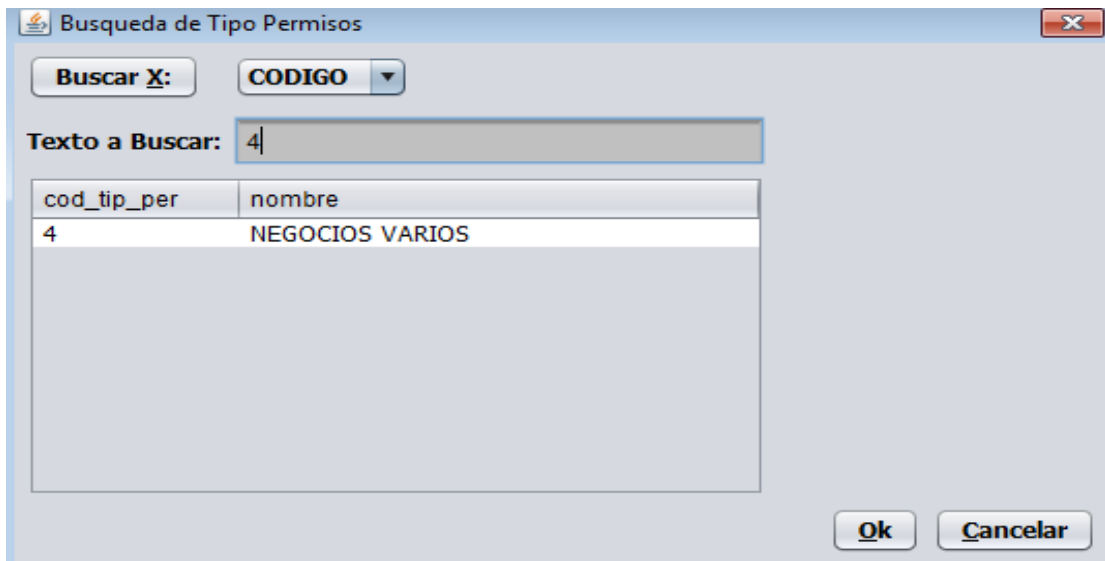 Busqueda de Tipo Permisos
Buscar X: CODIGO
Texto a Buscar: 4
cod_tip_per nombre
4 NEGOCIOS VARIOS
Ok Cancelar